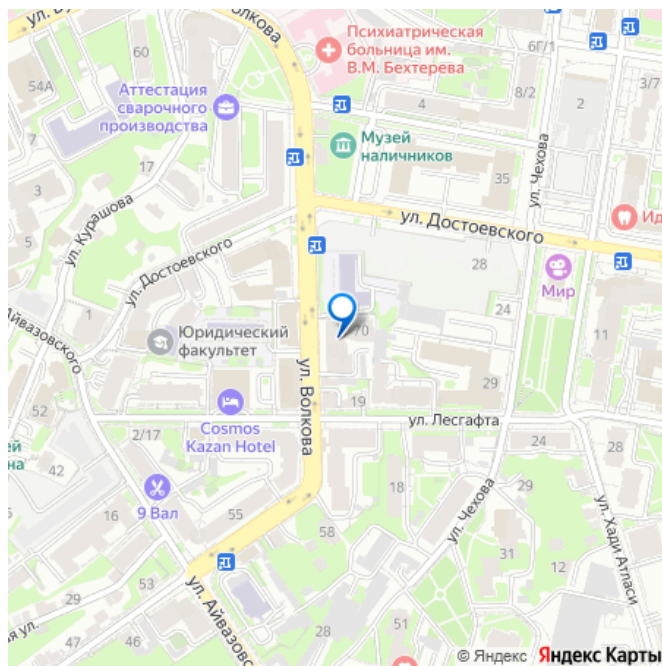 Волкова
60
54А
Психиатрическая
больница им.
В.М. Бехтерева
6Г/1
8/2
2
3/7
Аттестация
сварочного
производства
4
Музей
наличников
17
3
5
35
ул. Чехова
ул. Курашова
ул. Достоевского
ул. Достоевского
28
Ид
Мир
1
24
11
70
Айвазовского
Юридический
факультет
ул. Волкова
29
52
19
ул. Лесгафта
Cosmos
Kazan Hotel
2/17
ей
на
42
24
28
18
29
9 Вал
16
55
58
ул. Чехова
ул. Хади Атласи
31
12
53
47
29
ул. Айвазовс
я ул.
28
51
28
© Яндекс Яндекс Карты